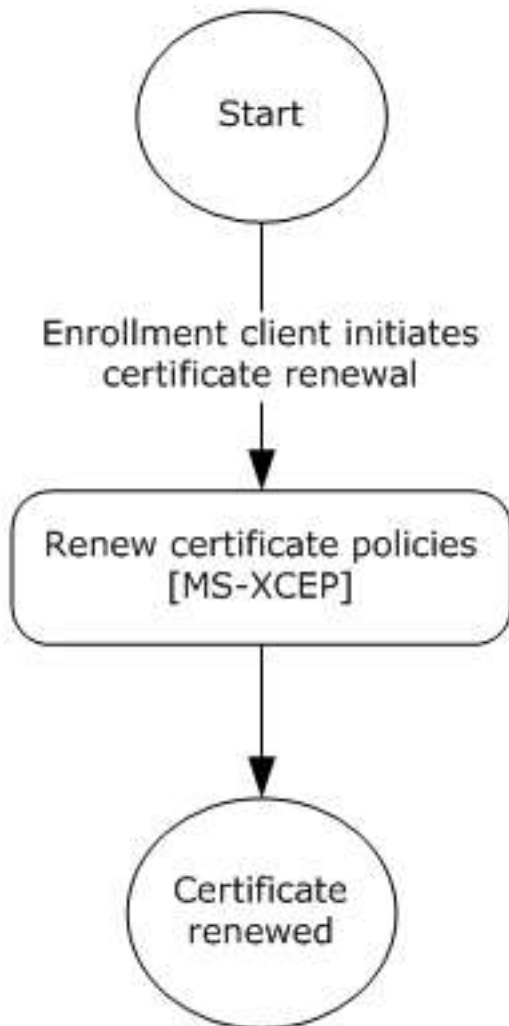 Start
Enrollment client initiates
certificate renewal
Renew certificate policies
[MS-XCEP]
Certificate
renewed